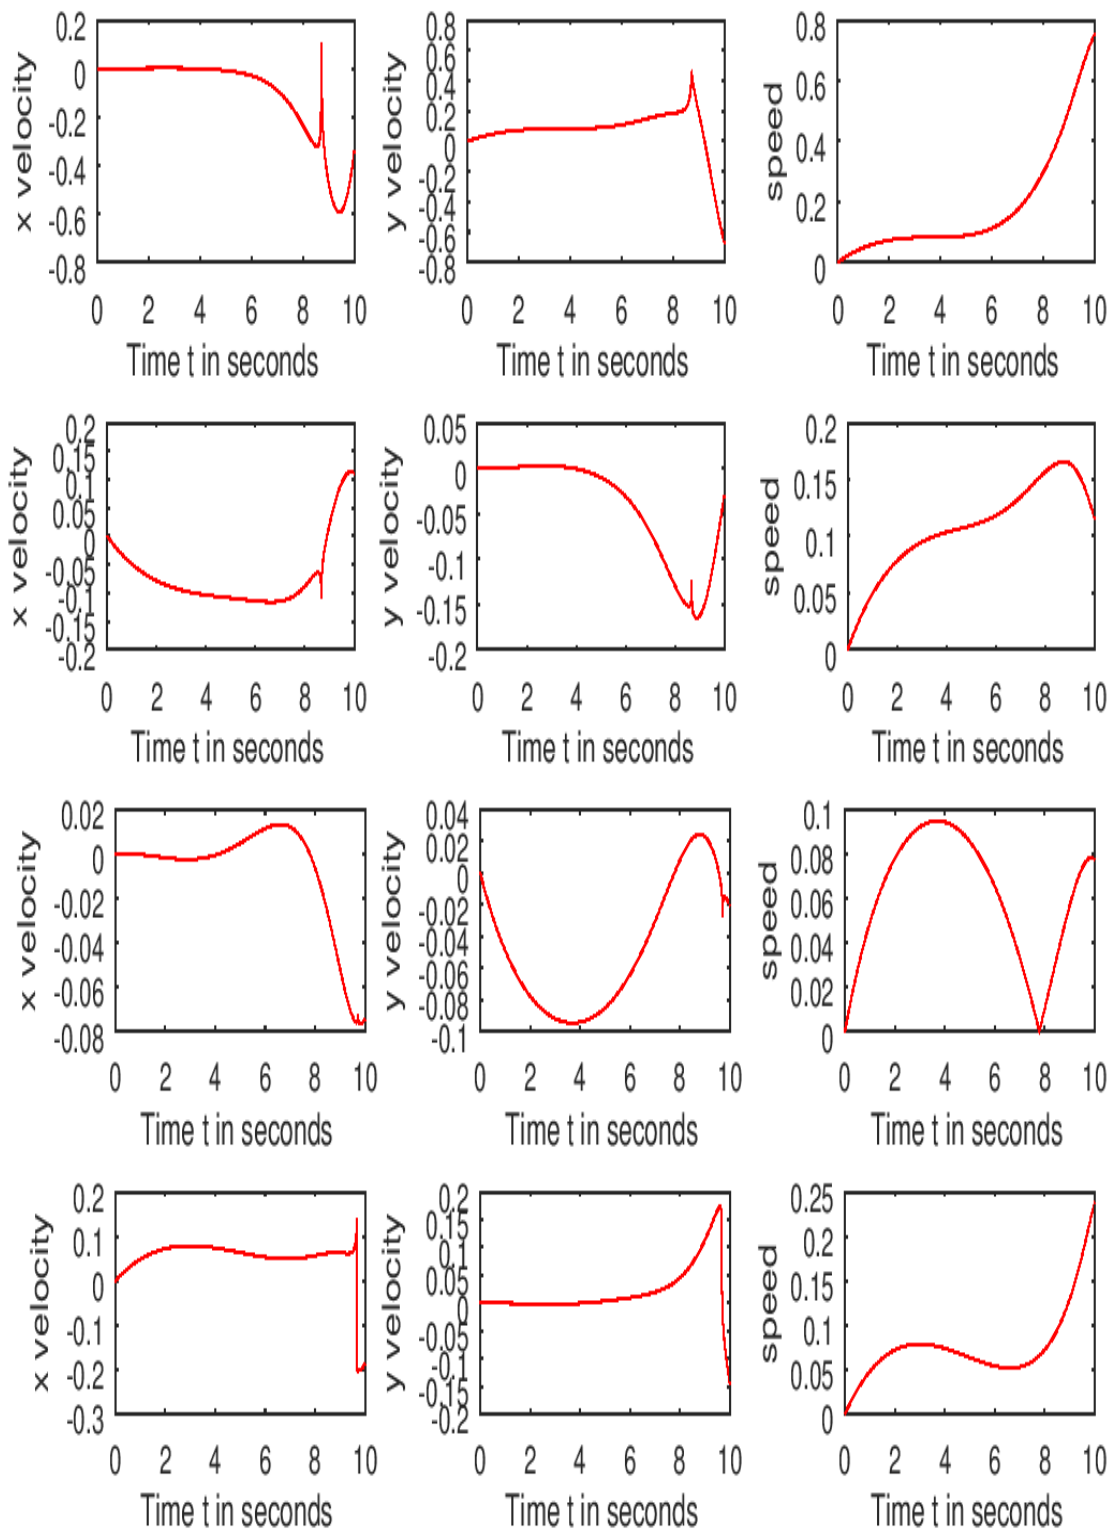 0.2 0.8 0.8
0 0.6 0.6
-0.2 0.4 0.4
-0.4 0.2 0.2
-0.6 0 0
-0.8 -0.2
-0.4
-0.6
-0.8
x velocity y velocity speed
0 2 4 6 8 10 0 2 4 6 8 10 0 2 4 6 8 10
Time t in seconds Time t in seconds Time t in seconds
0.2 0.05 0.2
0.15 0 0.15
0.1 -0.05 0.1
0.05 -0.1 0.05
0 -0.15 0
-0.05 -0.2
-0.1
-0.15
-0.2
x velocity y velocity speed
0 2 4 6 8 10 0 2 4 6 8 10 0 2 4 6 8 10
Time t in seconds Time t in seconds Time t in seconds
0.02 0.04 0.1
0 0.02 0.08
-0.02 0 0.06
-0.04 -0.02 0.04
-0.06 -0.04 0.02
-0.08 -0.06 0
-0.08
-0.1
x velocity y velocity speed
0 2 4 6 8 10 0 2 4 6 8 10 0 2 4 6 8 10
Time t in seconds Time t in seconds Time t in seconds
0.2 0.2 0.25
0.1 0.15 0.2
0 0.1 0.15
-0.1 0.05 0.1
-0.2 0 0.05
-0.3 -0.05 0
-0.1
-0.15
-0.2
x velocity y velocity speed
0 2 4 6 8 10 0 2 4 6 8 10 0 2 4 6 8 10
Time t in seconds Time t in seconds Time t in seconds